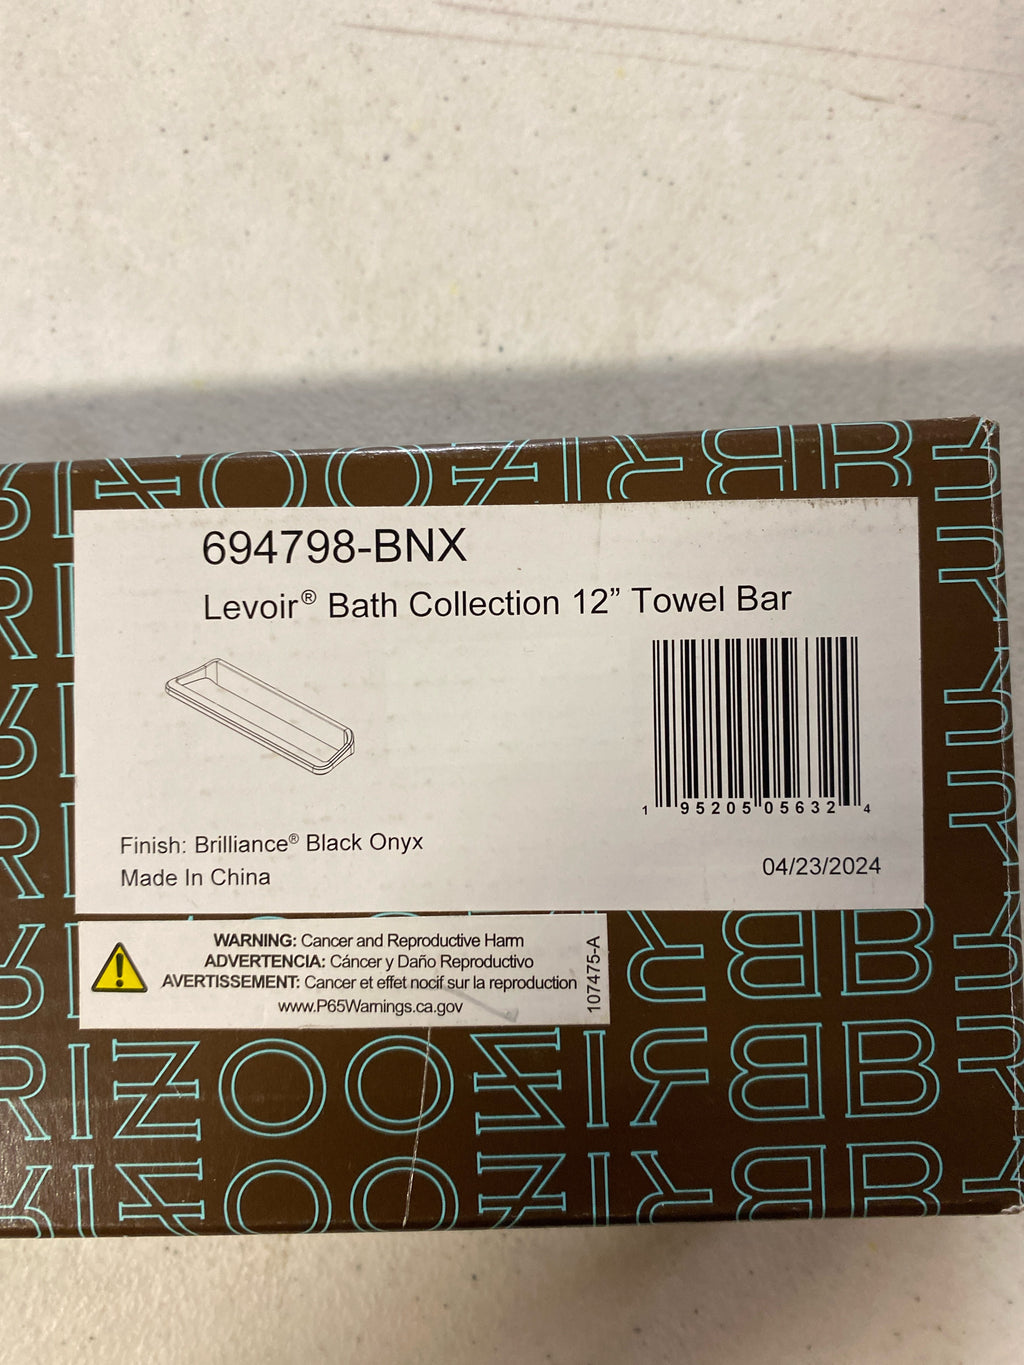 694798-BNX
Levoir® Bath Collection 12” Towel Bar
1 95205 05632 4
Finish: Brilliance® Black Onyx
Made In China
04/23/2024
WARNING: Cancer and Reproductive Harm
ADVERTENCIA: Cáncer y Daño Reproductivo
AVERTISSEMENT: Cancer et effet nocif sur la reproduction
www.P65Warnings.ca.gov
107475-A